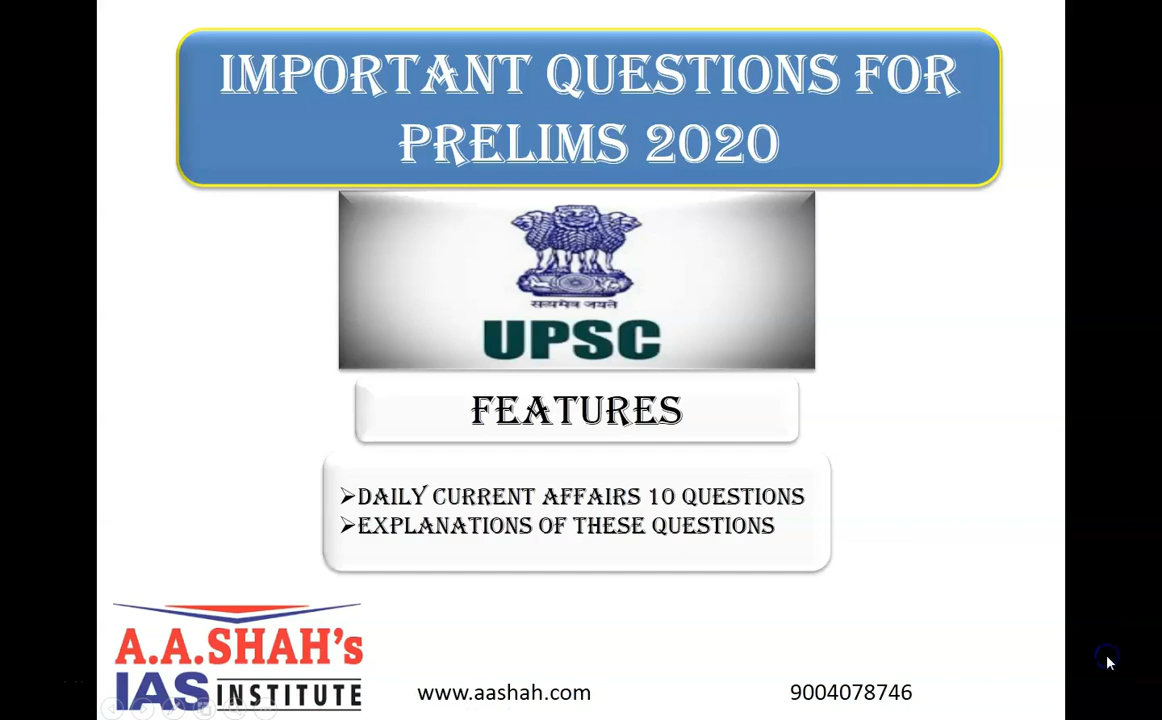 IMPORTANT QUESTIONS FOR
PRELIMS 2020
सत्यमेव जयते
UPSC
FEATURES
➢DAILY CURRENT AFFAIRS 10 QUESTIONS
➢EXPLANATIONS OF THESE QUESTIONS
A.A.SHAH's
IAS INSTITUTE
www.aashah.com
9004078746